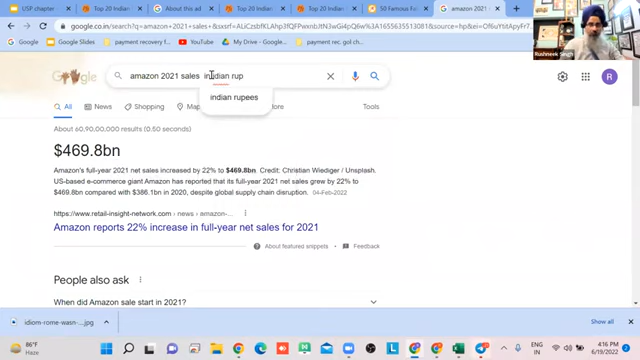 USP chapter
Top 20 Indian
About this ad
Top 20 Indian
Top 20 Indian
50 Famous F
amazon 2021
google.co.in/search?q=amazon+2021+sales+
source=hp&ei=
Google
Google Slides
payment recovery f...
payment rec. gol ch...
Rushneek Singh
amazon 2021 sales indian rup
R
indian rupees
All
News
Shopping
Maps
More
Tools
About 60,90,00,000 results (0.50 seconds)
$469.8bn
Amazon's full-year 2021 net sales increased by 22% to $469.8bn. Credit: Christian Wiediger / Unsplash.
US-based e-commerce giant Amazon has reported that its full-year 2021 net sales grew by 22% to
$469.8bn compared with $386.1bn in 2020, despite global supply chain disruption. 04-Feb-2022
https://www.retail-insight-network.com › news › amazon-...
Amazon reports 22% increase in full-year net sales for 2021
About featured snippets
Feedback
People also ask
When did Amazon sale start in 2021?
idiom-rome-wasn-....jpg
Show all
86°F
Haze
ENG
IN
4:16 PM
6/19/2022